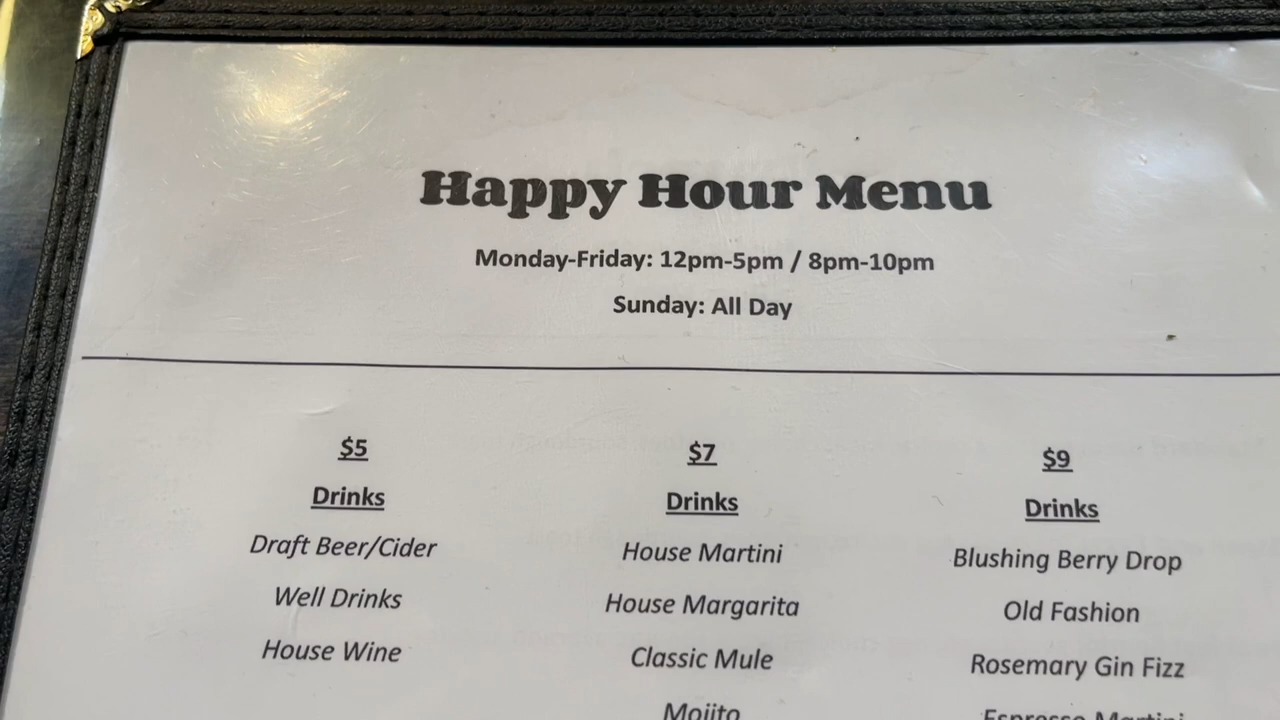 Happy Hour Menu
Monday-Friday: 12pm-5pm / 8pm-10pm
Sunday: All Day
$5
Drinks
Draft Beer/Cider
Well Drinks
House Wine
$7
Drinks
House Martini
House Margarita
Classic Mule
Mojito
$9
Drinks
Blushing Berry Drop
Old Fashion
Rosemary Gin Fizz
Espresso Martini